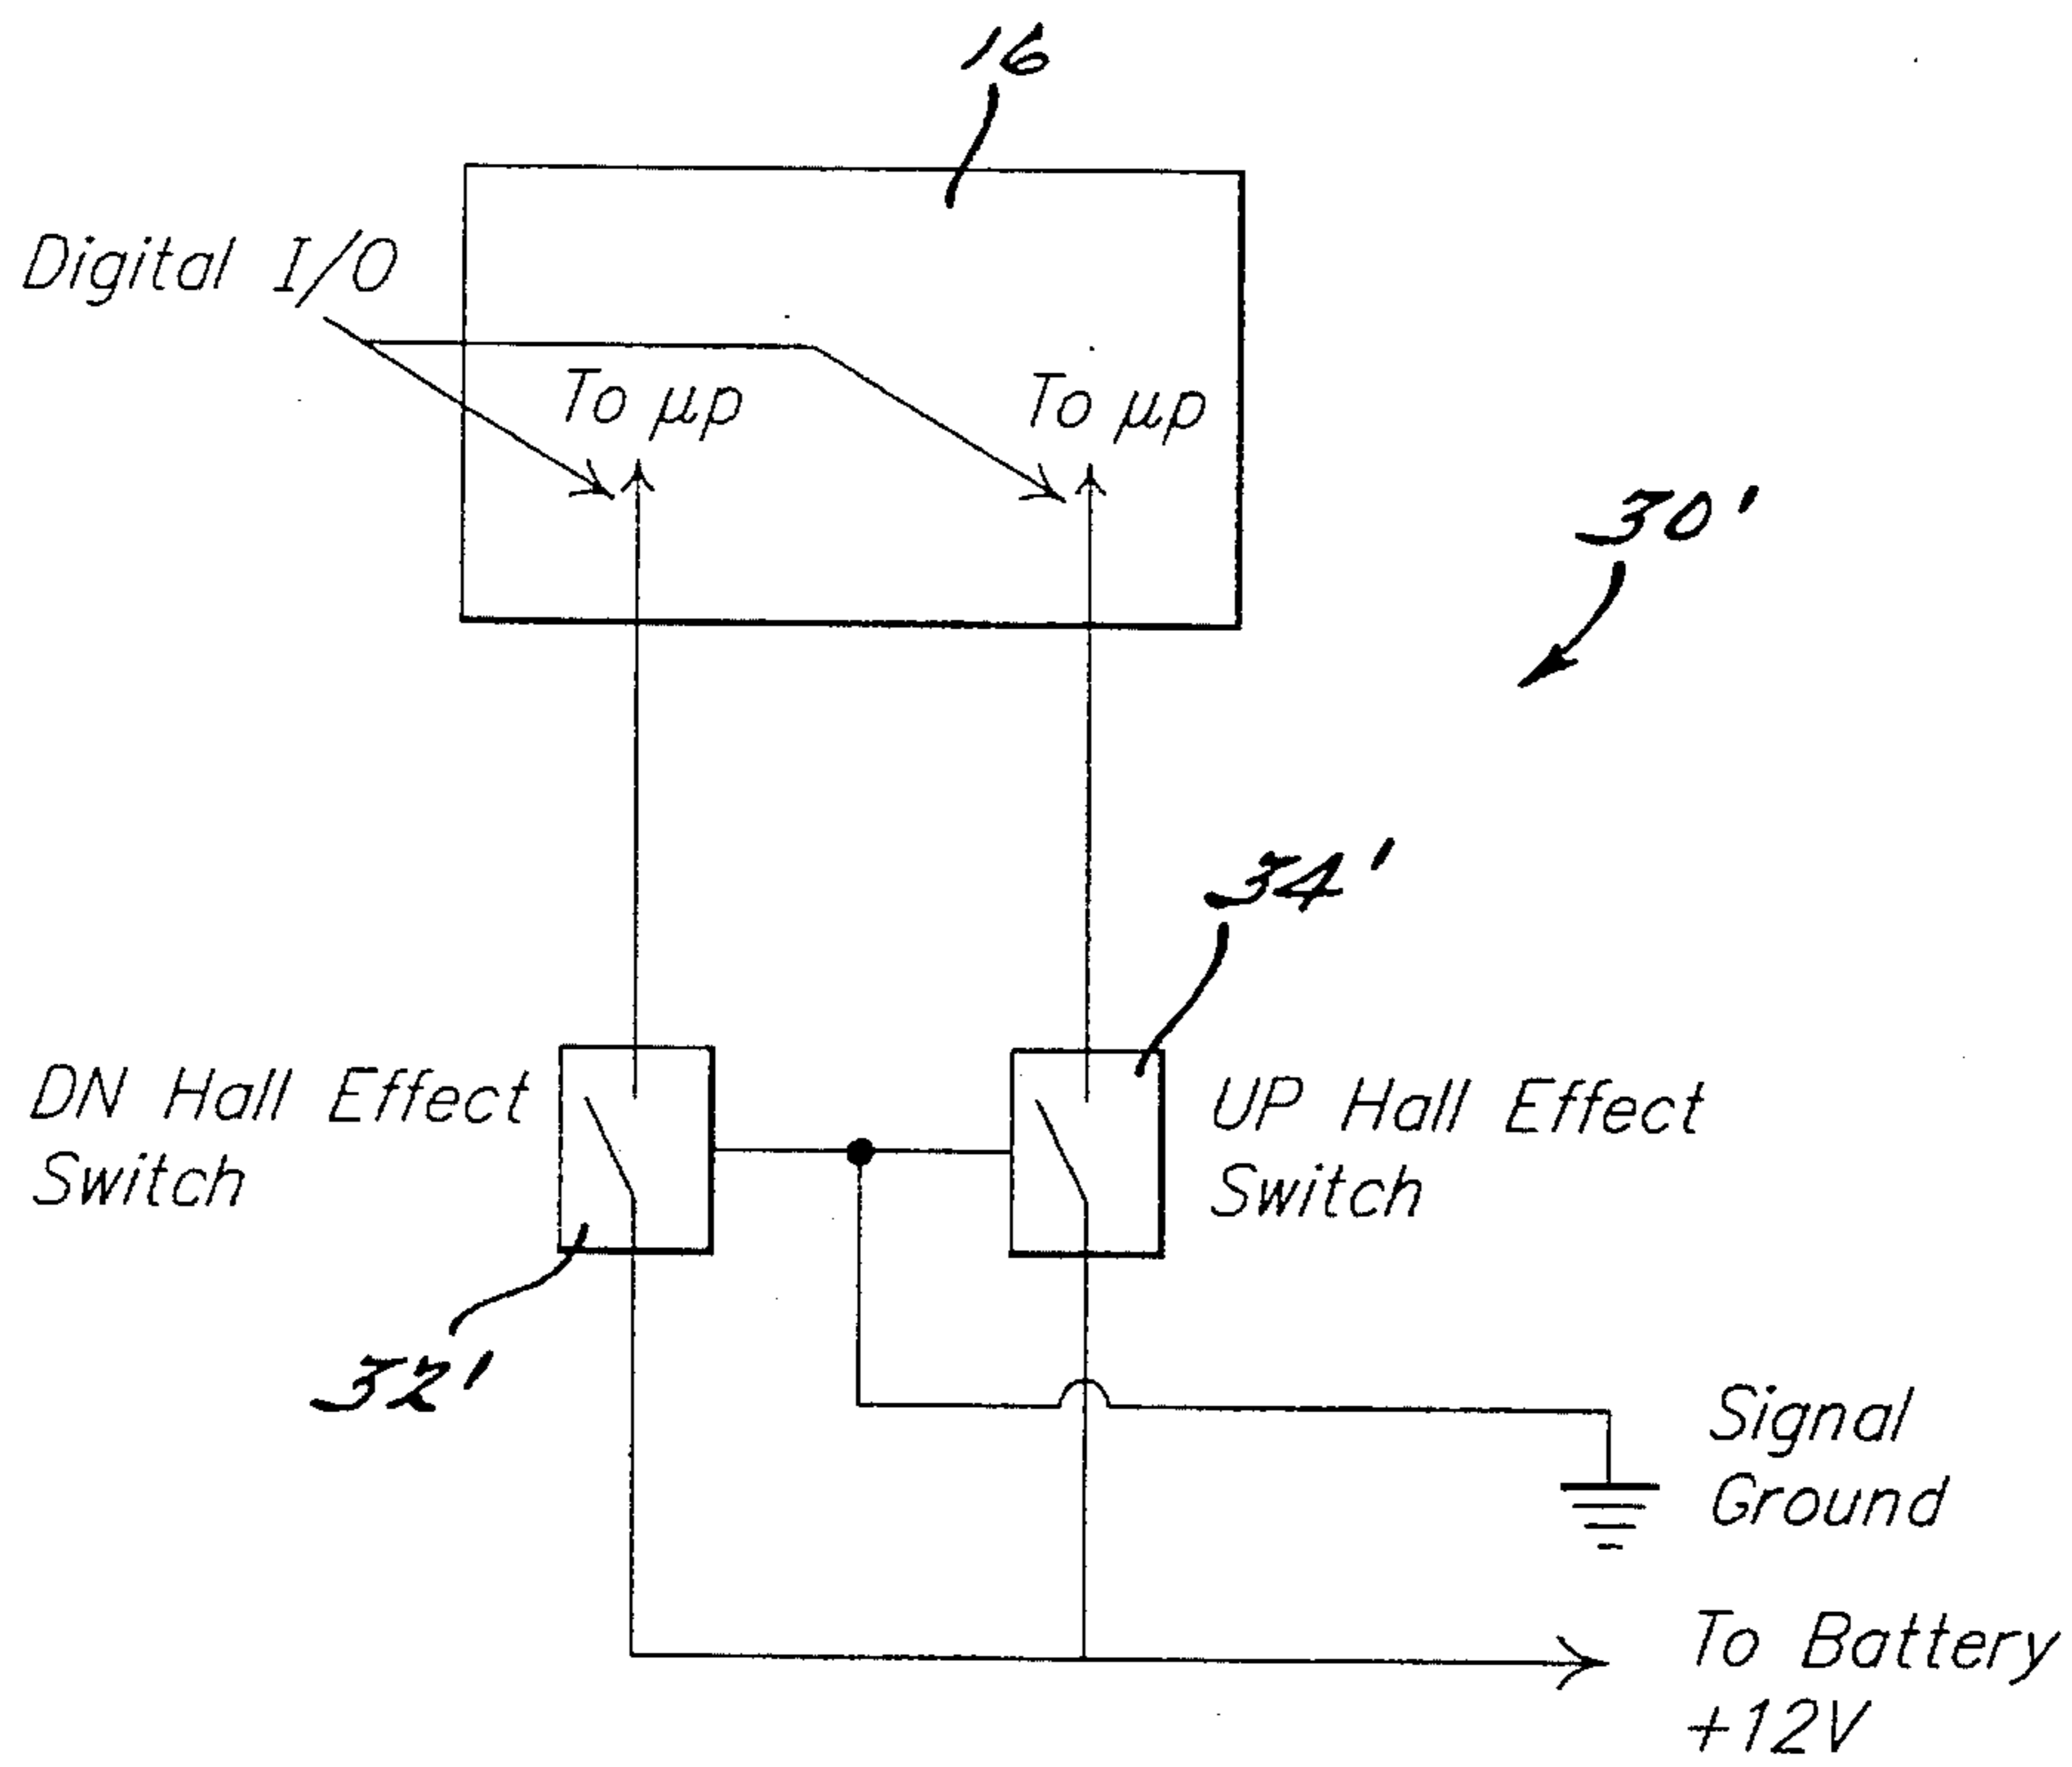 16
Digital I/O
To μp
To μp
30'
34'
DN Hall Effect
Switch
UP Hall Effect
Switch
32'
Signal
Ground
To Battery
+12V